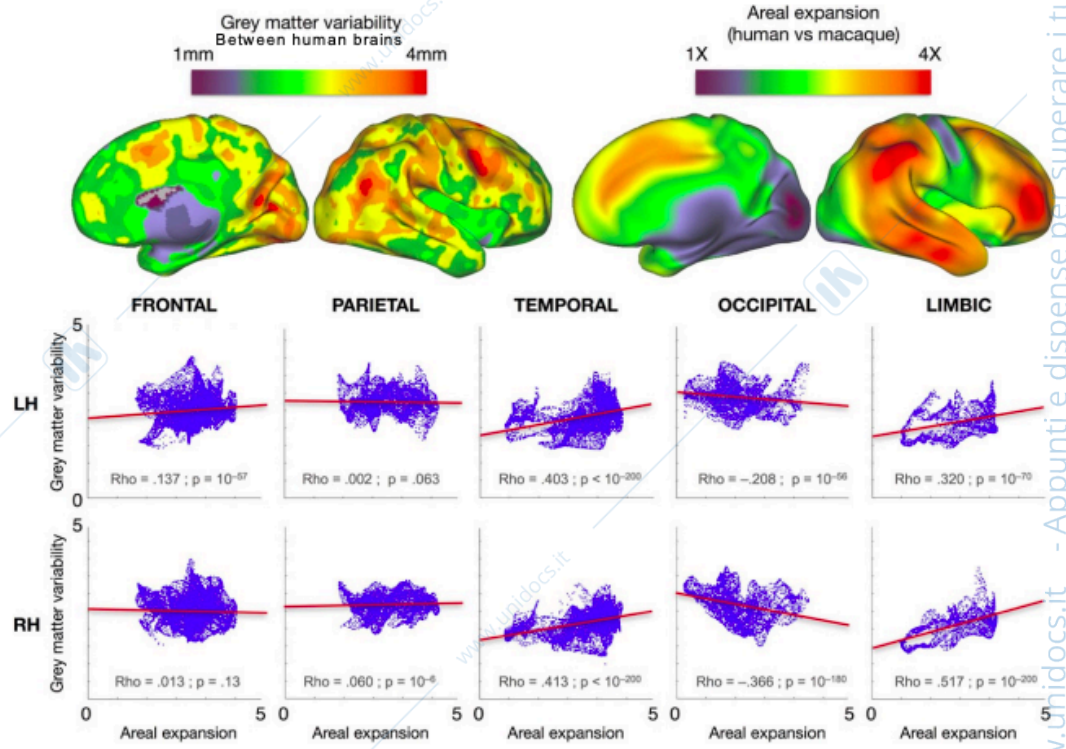 Grey matter variability
Between human brains
1mm 4mm
Areal expansion
(human vs macaque)
1X 4X
FRONTAL PARIETAL TEMPORAL OCCIPITAL LIMBIC
5
Grey matter variability
LH
0
Rho = .137 ; p = 10⁻⁵⁷
Rho = .002 ; p = .063
Rho = .403 ; p < 10⁻²⁰⁰
Rho = –.208 ; p = 10⁻⁵⁶
Rho = .320 ; p = 10⁻⁷⁰
5
Grey matter variability
RH
Rho = .013 ; p = .13
Rho = .060 ; p = 10⁻⁶
Rho = .413 ; p < 10⁻²⁰⁰
Rho = –.366 ; p = 10⁻¹⁸⁰
Rho = .517 ; p = 10⁻²⁰⁰
0 5 0 5 0 5 0 5 0 5
Areal expansion Areal expansion Areal expansion Areal expansion Areal expansion
www.unidocs.it
www.unidocs.it
.unidocs.it - Appunti e dispense per superare i